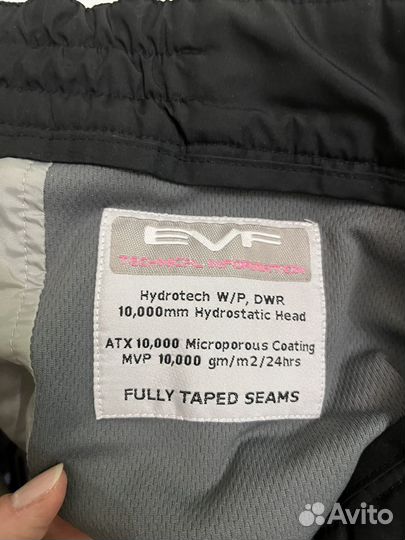 EVF
TECHNICAL INFORMATION
Hydrotech W/P, DWR
10,000mm Hydrostatic Head
ATX 10,000 Microporous Coating
MVP 10,000 gm/m2/24hrs
FULLY TAPED SEAMS
Avito